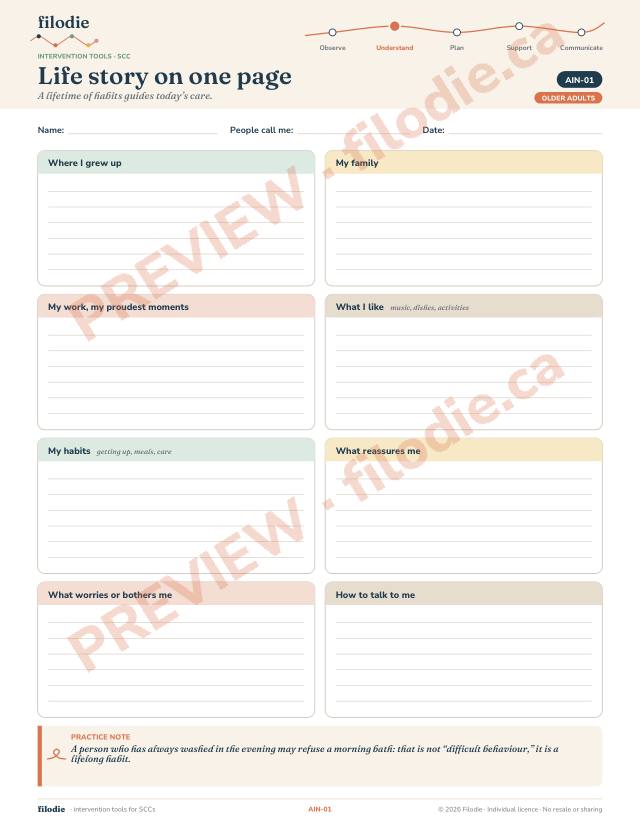 filodie
Observe Understand Plan Support Communicate
INTERVENTION TOOLS · SCC
Life story on one page
A lifetime of habits guides today's care.
AIN-01
OLDER ADULTS
Name: People call me: Date:
Where I grew up
My family
My work, my proudest moments
What I like music, dishes, activities
My habits getting up, meals, care
What reassures me
What worries or bothers me
How to talk to me
PREVIEW · filodie.ca
PREVIEW · filodie.ca
PRACTICE NOTE
A person who has always washed in the evening may refuse a morning bath: that is not “difficult behaviour,” it is a
lifelong habit.
filodie · intervention tools for SCCs AIN-01 © 2026 Filodie · Individual licence · No resale or sharing